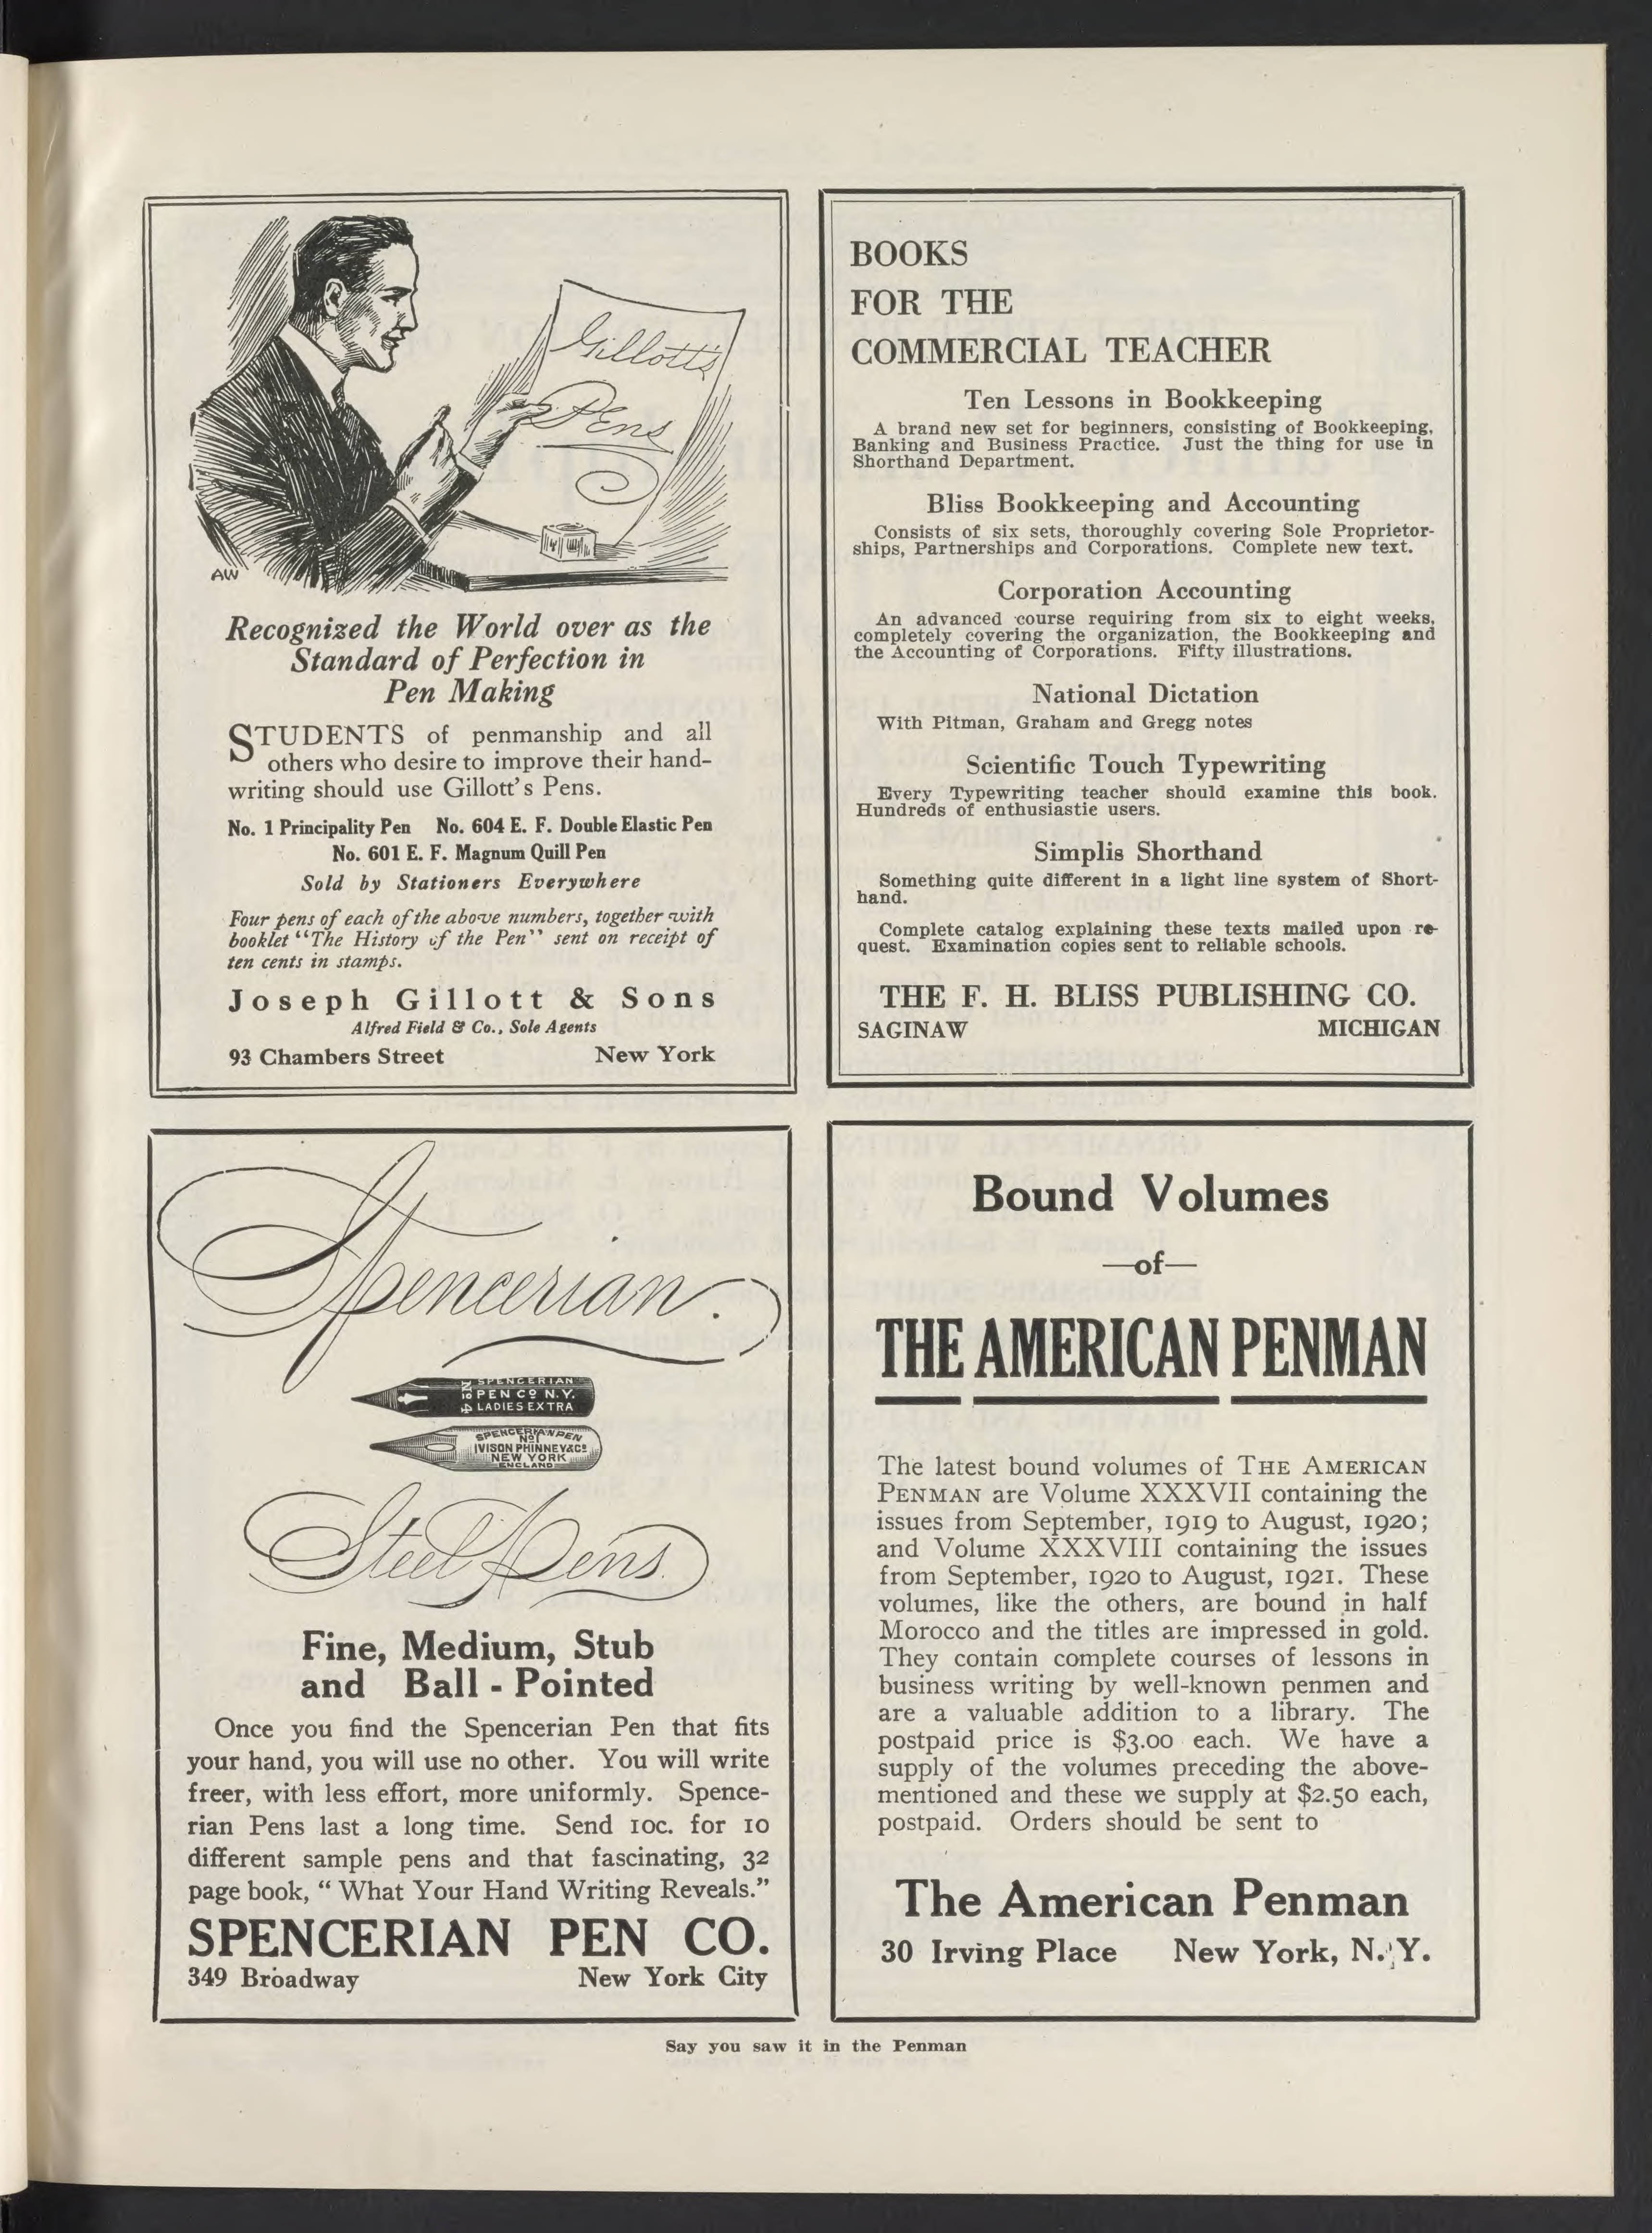 Gillott's
Pens
AW
Recognized the World over as the
Standard of Perfection in
Pen Making
STUDENTS of penmanship and all
others who desire to improve their hand-
writing should use Gillott's Pens.
No. 1 Principality Pen No. 604 E. F. Double Elastic Pen
No. 601 E. F. Magnum Quill Pen
Sold by Stationers Everywhere
Four pens of each of the above numbers, together with
booklet "The History of the Pen" sent on receipt of
ten cents in stamps.
Joseph Gillott & Sons
Alfred Field & Co., Sole Agents
93 Chambers Street New York
BOOKS
FOR THE
COMMERCIAL TEACHER
Ten Lessons in Bookkeeping
A brand new set for beginners, consisting of Bookkeeping,
Banking and Business Practice. Just the thing for use in
Shorthand Department.
Bliss Bookkeeping and Accounting
Consists of six sets, thoroughly covering Sole Proprietor-
ships, Partnerships and Corporations. Complete new text.
Corporation Accounting
An advanced course requiring from six to eight weeks,
completely covering the organization, the Bookkeeping and
the Accounting of Corporations. Fifty illustrations.
National Dictation
With Pitman, Graham and Gregg notes
Scientific Touch Typewriting
Every Typewriting teacher should examine this book.
Hundreds of enthusiastie users.
Simplis Shorthand
Something quite different in a light line system of Short-
hand.
Complete catalog explaining these texts mailed upon re-
quest. Examination copies sent to reliable schools.
THE F. H. BLISS PUBLISHING CO.
SAGINAW MICHIGAN
Spencerian.
SPENCERIAN
PEN CO N.Y.
LADIES EXTRA
No 14
SPENCERIAN PEN
No 1
IVISON PHINNEY & Co
NEW YORK
ENGLAND
Steel Pens.
Fine, Medium, Stub
and Ball - Pointed
Once you find the Spencerian Pen that fits
your hand, you will use no other. You will write
freer, with less effort, more uniformly. Spence-
rian Pens last a long time. Send 10c. for 10
different sample pens and that fascinating, 32
page book, " What Your Hand Writing Reveals."
SPENCERIAN PEN CO.
349 Broadway New York City
Bound Volumes
—of—
THE AMERICAN PENMAN
The latest bound volumes of THE AMERICAN
PENMAN are Volume XXXVII containing the
issues from September, 1919 to August, 1920;
and Volume XXXVIII containing the issues
from September, 1920 to August, 1921. These
volumes, like the others, are bound in half
Morocco and the titles are impressed in gold.
They contain complete courses of lessons in
business writing by well-known penmen and
are a valuable addition to a library. The
postpaid price is $3.00 each. We have a
supply of the volumes preceding the above-
mentioned and these we supply at $2.50 each,
postpaid. Orders should be sent to
The American Penman
30 Irving Place New York, N. Y.
Say you saw it in the Penman